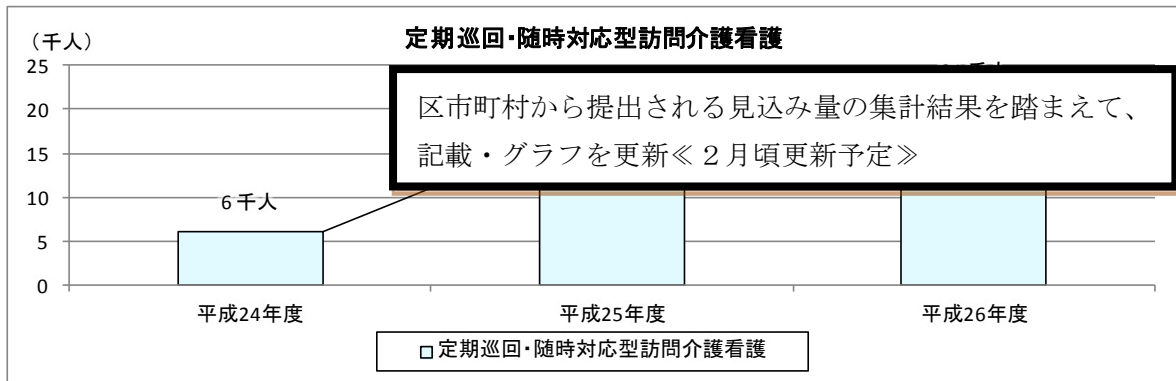 定期巡回･随時対応型訪問介護看護
（千人）
25
20
15
10
5
0
区市町村から提出される見込み量の集計結果を踏まえて、
記載・グラフを更新≪２月頃更新予定≫
6 千人
平成24年度
平成25年度
平成26年度
定期巡回･随時対応型訪問介護看護